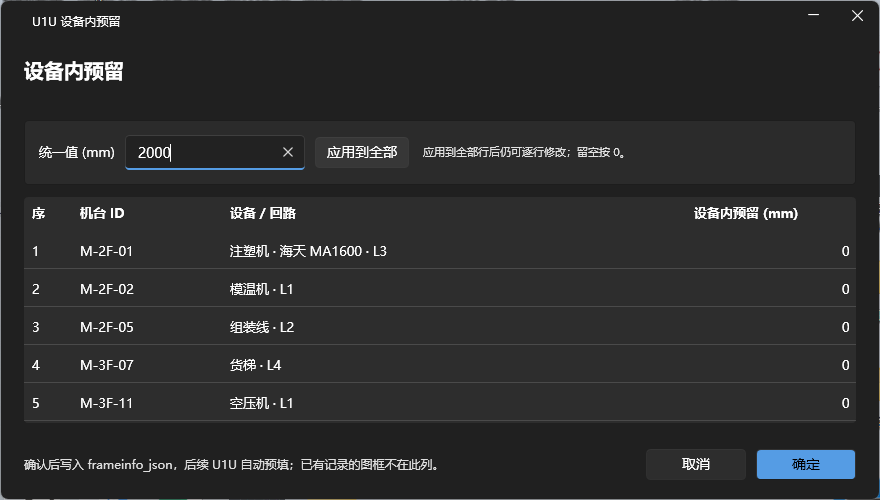 U1U 设备内预留
设备内预留
统一值 (mm) 2000 应用到全部 应用到全部行后仍可逐行修改；留空按 0。
序 机台 ID 设备 / 回路 设备内预留 (mm)
1 M-2F-01 注塑机 · 海天 MA1600 · L3 0
2 M-2F-02 模温机 · L1 0
3 M-2F-05 组装线 · L2 0
4 M-3F-07 货梯 · L4 0
5 M-3F-11 空压机 · L1 0
确认后写入 frameinfo_json，后续 U1U 自动预填；已有记录的图框不在此列。 取消 确定